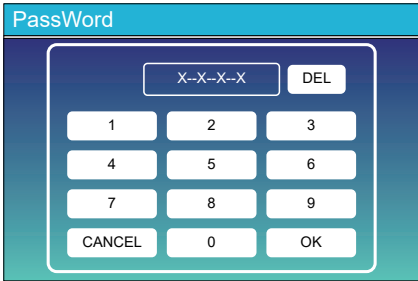 PassWord
X--X--X--X DEL
1 2 3
4 5 6
7 8 9
CANCEL 0 OK